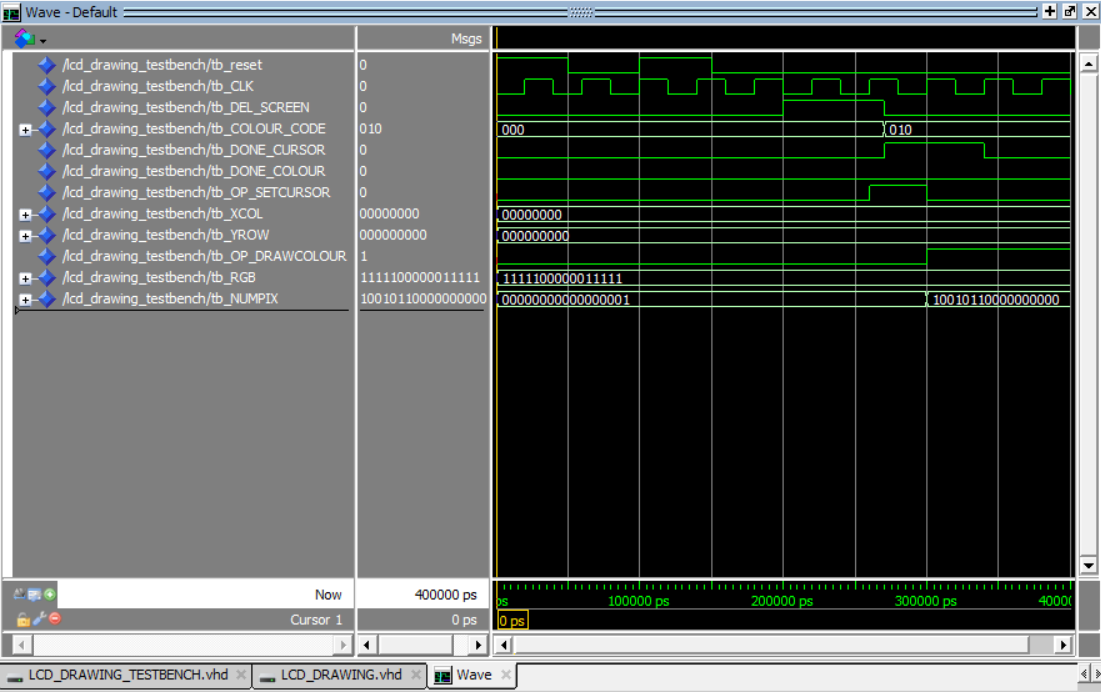 Wave - Default
Msgs
/lcd_drawing_testbench/tb_reset 0
/lcd_drawing_testbench/tb_CLK 0
/lcd_drawing_testbench/tb_DEL_SCREEN 0
/lcd_drawing_testbench/tb_COLOUR_CODE 010 000 010
/lcd_drawing_testbench/tb_DONE_CURSOR 0
/lcd_drawing_testbench/tb_DONE_COLOUR 0
/lcd_drawing_testbench/tb_OP_SETCURSOR 0
/lcd_drawing_testbench/tb_XCOL 00000000 00000000
/lcd_drawing_testbench/tb_YROW 000000000 000000000
/lcd_drawing_testbench/tb_OP_DRAWCOLOUR 1
/lcd_drawing_testbench/tb_RGB 1111100000011111 1111100000011111
/lcd_drawing_testbench/tb_NUMPIX 10010110000000000 00000000000000001 10010110000000000
Now 400000 ps ps 100000 ps 200000 ps 300000 ps 40000
Cursor 1 0 ps 0 ps
LCD_DRAWING_TESTBENCH.vhd LCD_DRAWING.vhd Wave